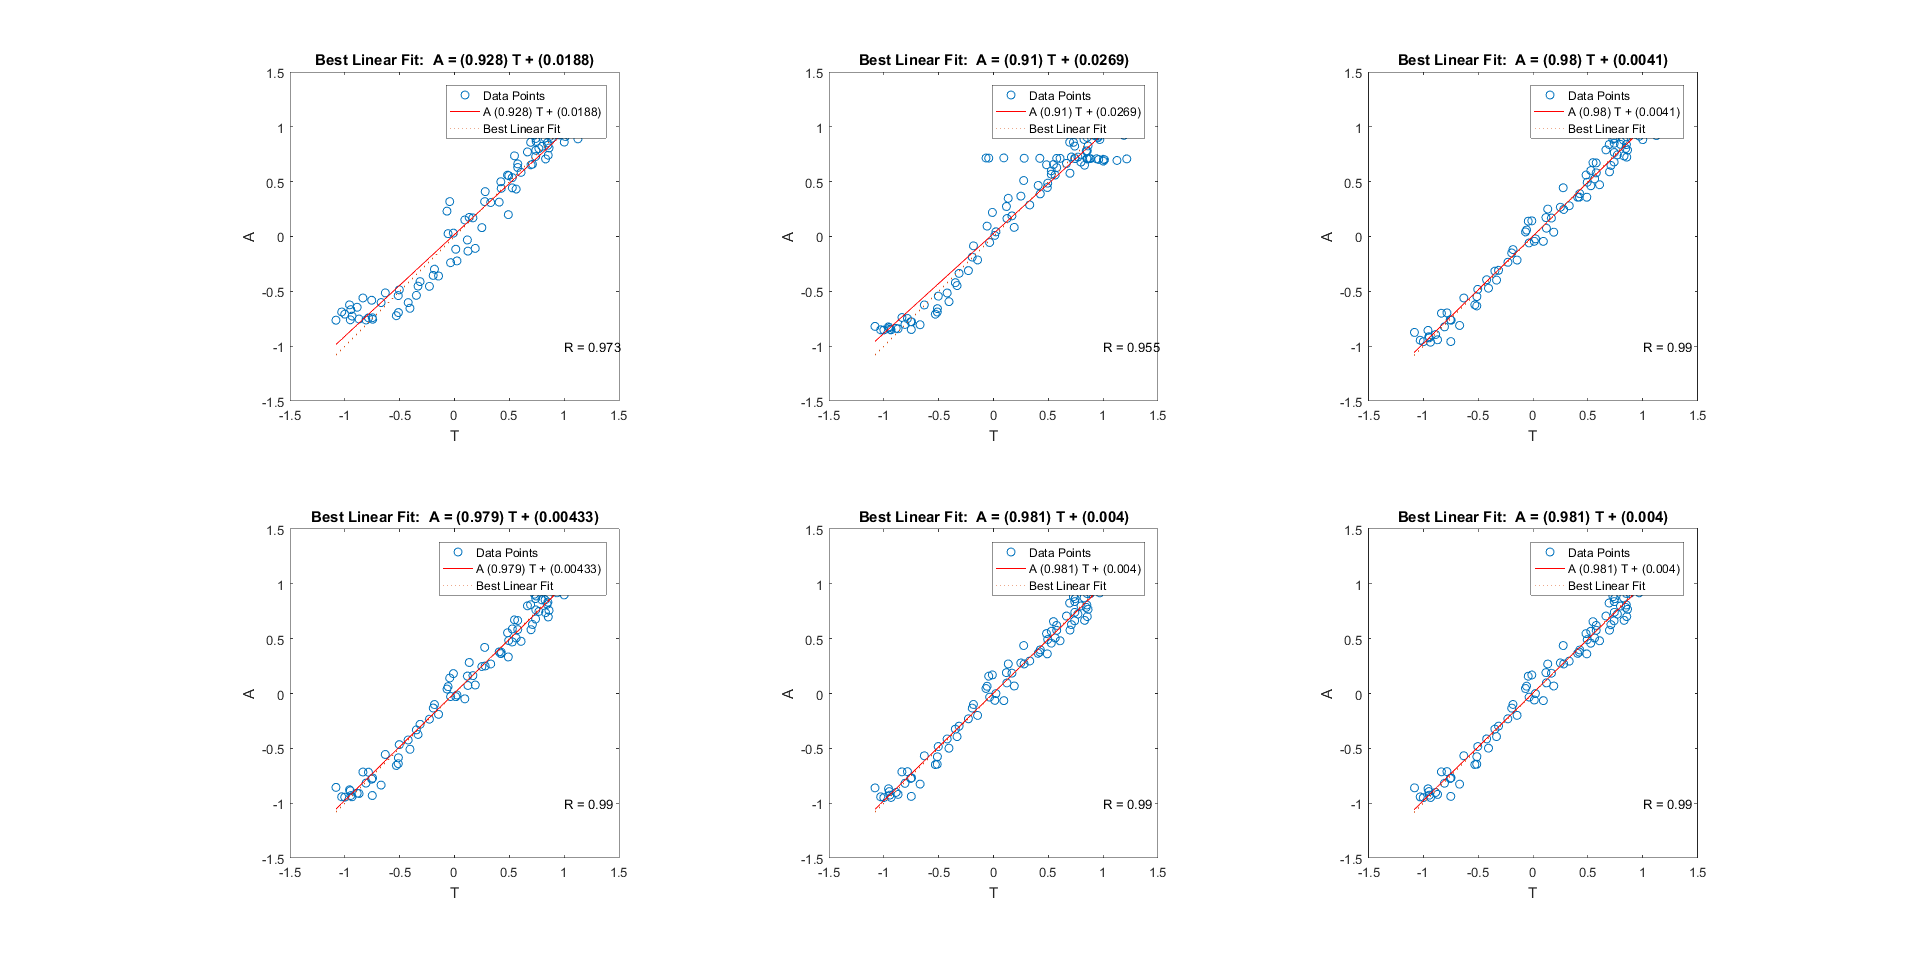 Best Linear Fit:  A = (0.928) T + (0.0188)
1.5
Data Points
A (0.928) T + (0.0188)
Best Linear Fit
1
0.5
0
-0.5
-1
-1.5
A
R = 0.973
-1.5 -1 -0.5 0 0.5 1 1.5
T
Best Linear Fit:  A = (0.91) T + (0.0269)
1.5
Data Points
A (0.91) T + (0.0269)
Best Linear Fit
1
0.5
0
-0.5
-1
-1.5
A
R = 0.955
-1.5 -1 -0.5 0 0.5 1 1.5
T
Best Linear Fit:  A = (0.98) T + (0.0041)
1.5
Data Points
A (0.98) T + (0.0041)
Best Linear Fit
1
0.5
0
-0.5
-1
-1.5
A
R = 0.99
-1.5 -1 -0.5 0 0.5 1 1.5
T
Best Linear Fit:  A = (0.979) T + (0.00433)
1.5
Data Points
A (0.979) T + (0.00433)
Best Linear Fit
1
0.5
0
-0.5
-1
-1.5
A
R = 0.99
-1.5 -1 -0.5 0 0.5 1 1.5
T
Best Linear Fit:  A = (0.981) T + (0.004)
1.5
Data Points
A (0.981) T + (0.004)
Best Linear Fit
1
0.5
0
-0.5
-1
-1.5
A
R = 0.99
-1.5 -1 -0.5 0 0.5 1 1.5
T
Best Linear Fit:  A = (0.981) T + (0.004)
1.5
Data Points
A (0.981) T + (0.004)
Best Linear Fit
1
0.5
0
-0.5
-1
-1.5
A
R = 0.99
-1.5 -1 -0.5 0 0.5 1 1.5
T